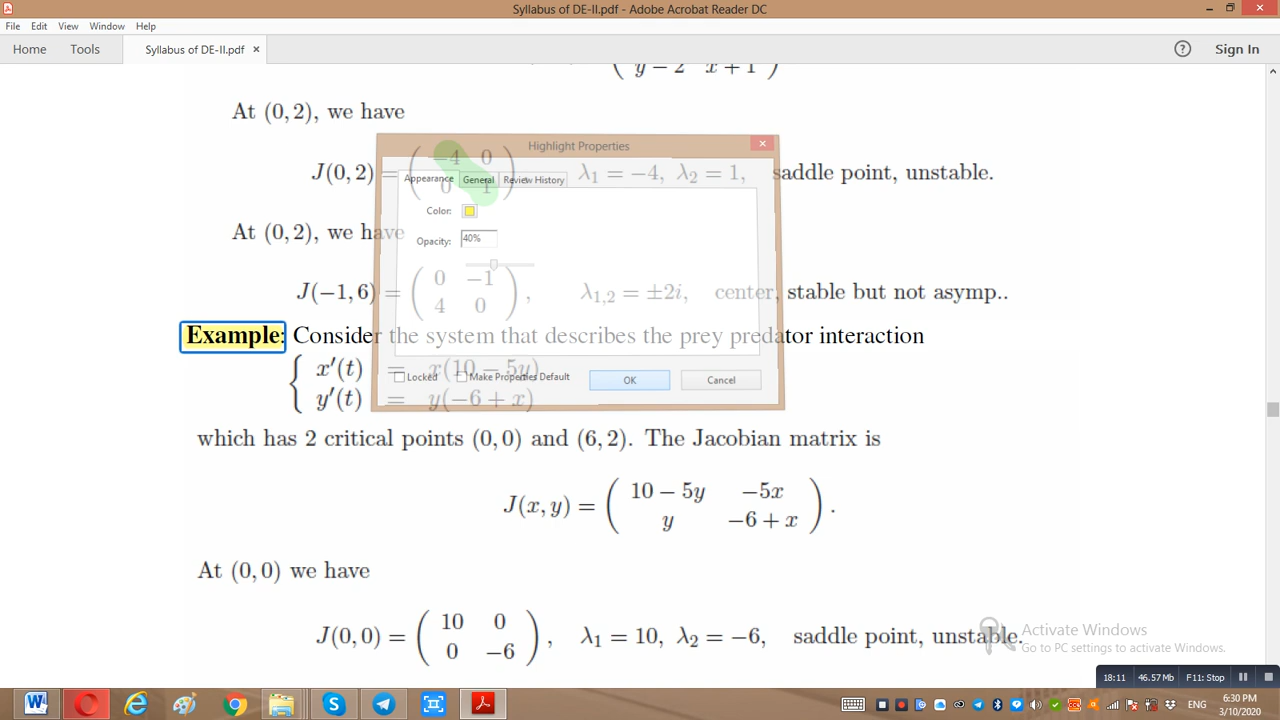 Syllabus of DE-II.pdf - Adobe Acrobat Reader DC
File Edit View Window Help
Home Tools Syllabus of DE-II.pdf × Sign In
( y − 2 x + 1 )
At (0, 2), we have
Highlight Properties
J(0, 2) = ( −4 0 0 1 ) λ1 = −4, λ2 = 1, saddle point, unstable.
Appearance General Review History
Color:
At (0, 2), we have
Opacity: 40%
J(−1, 6) = ( 0 −1 4 0 ), λ1,2 = ±2i, center, stable but not asymp..
Example: Consider the system that describes the prey predator interaction
{ x′(t) = x(10 − 5y)
y′(t) = y(−6 + x)
Locked Make Properties Default OK Cancel
which has 2 critical points (0, 0) and (6, 2). The Jacobian matrix is
J(x, y) = ( 10 − 5y −5x y −6 + x ).
At (0, 0) we have
J(0, 0) = ( 10 0 0 −6 ), λ1 = 10, λ2 = −6, saddle point, unstable.
Activate Windows
Go to PC settings to activate Windows.
18:11 46.57 Mb F11: Stop
ENG
6:30 PM
3/10/2020